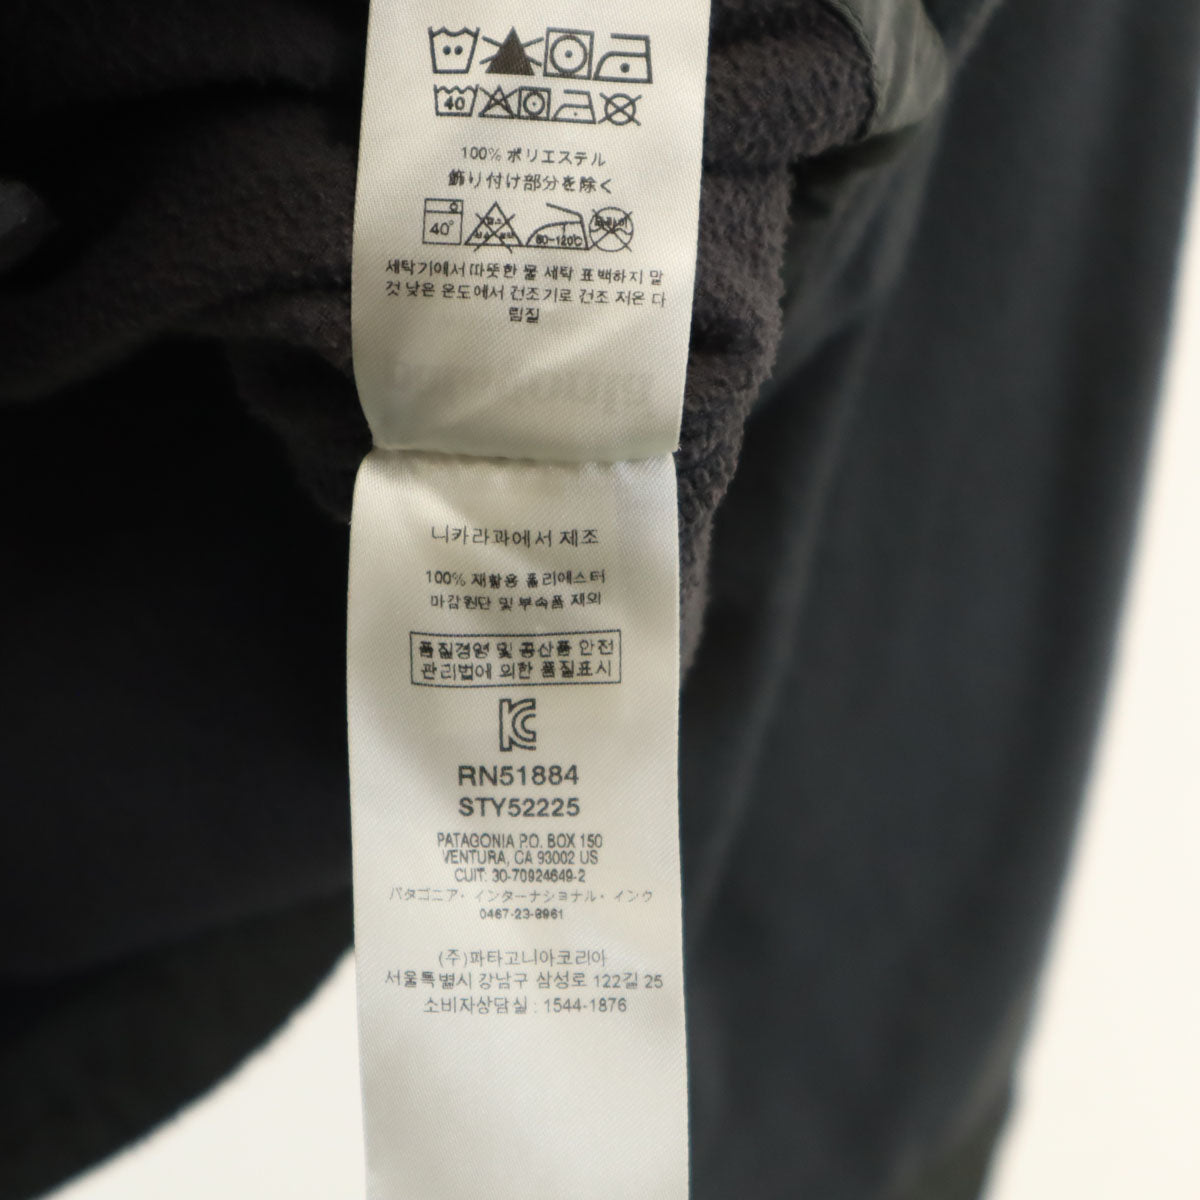 40
100% ポリエステル
飾り付け部分を除く
40°
80~120℃
세탁기에서 따뜻한 물 세탁 표백하지 말
것 낮은 온도에서 건조기로 건조 저온 다
림질
니카라과에서 제조
100% 재활용 폴리에스터
마감원단 및 부속품 제외
품질경영 및 공산품 안전
관리법에 의한 품질표시
RN51884
STY52225
PATAGONIA P.O. BOX 150
VENTURA, CA 93002 US
CUIT: 30-70924649-2
パタゴニア・インターナショナル・インク
0467-23-8961
(주)파타고니아코리아
서울특별시 강남구 삼성로 122길 25
소비자상담실 : 1544-1876